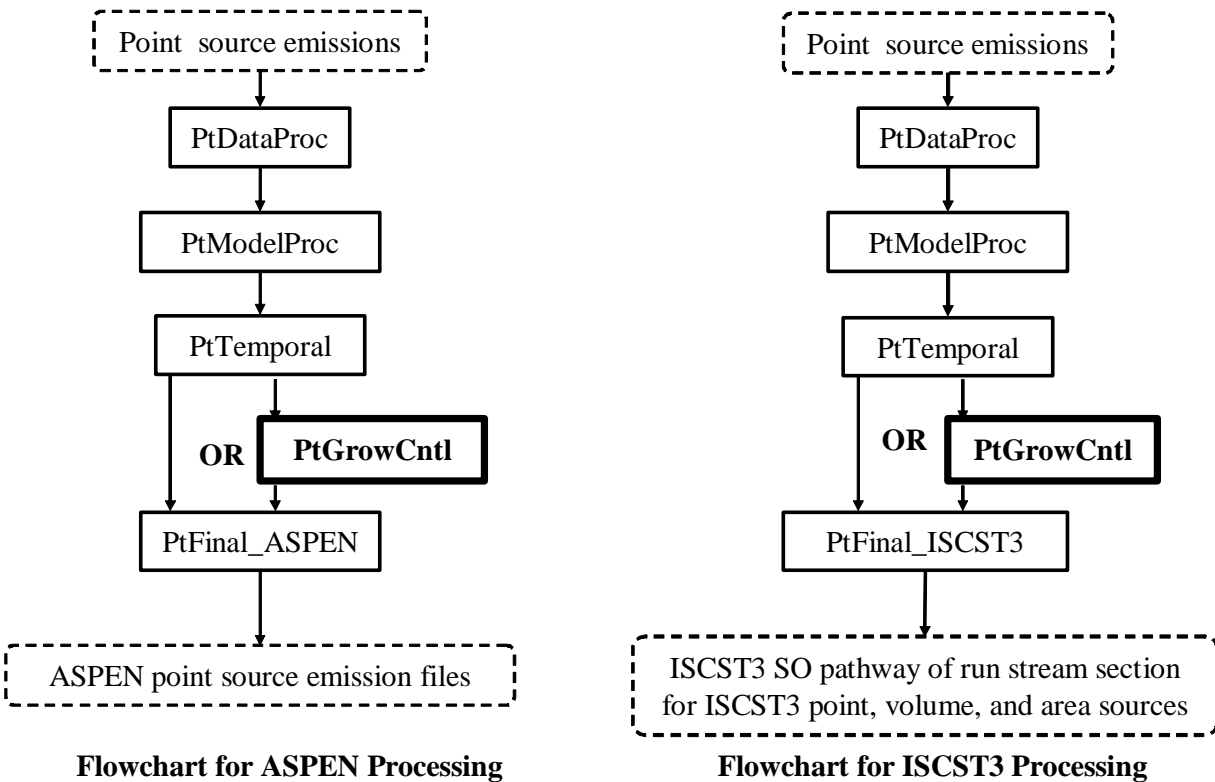 Point source emissions
PtDataProc
PtModelProc
PtTemporal
OR
PtGrowCntl
PtFinal_ASPEN
ASPEN point source emission files
Flowchart for ASPEN Processing
Point source emissions
PtDataProc
PtModelProc
PtTemporal
OR
PtGrowCntl
PtFinal_ISCST3
ISCST3 SO pathway of run stream section
for ISCST3 point, volume, and area sources
Flowchart for ISCST3 Processing